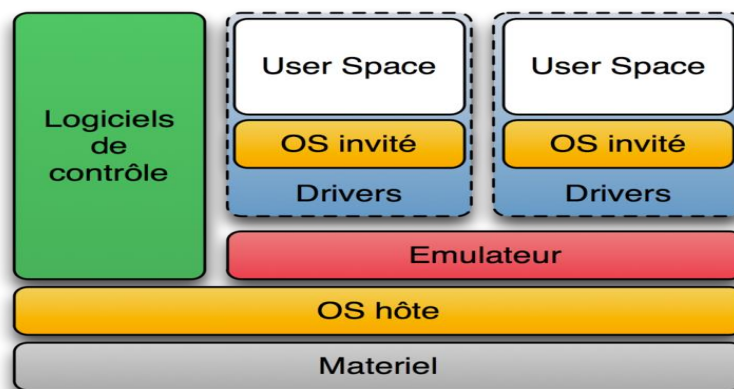 Logiciels
de
contrôle
User Space
OS invité
Drivers
User Space
OS invité
Drivers
Emulateur
OS hôte
Materiel